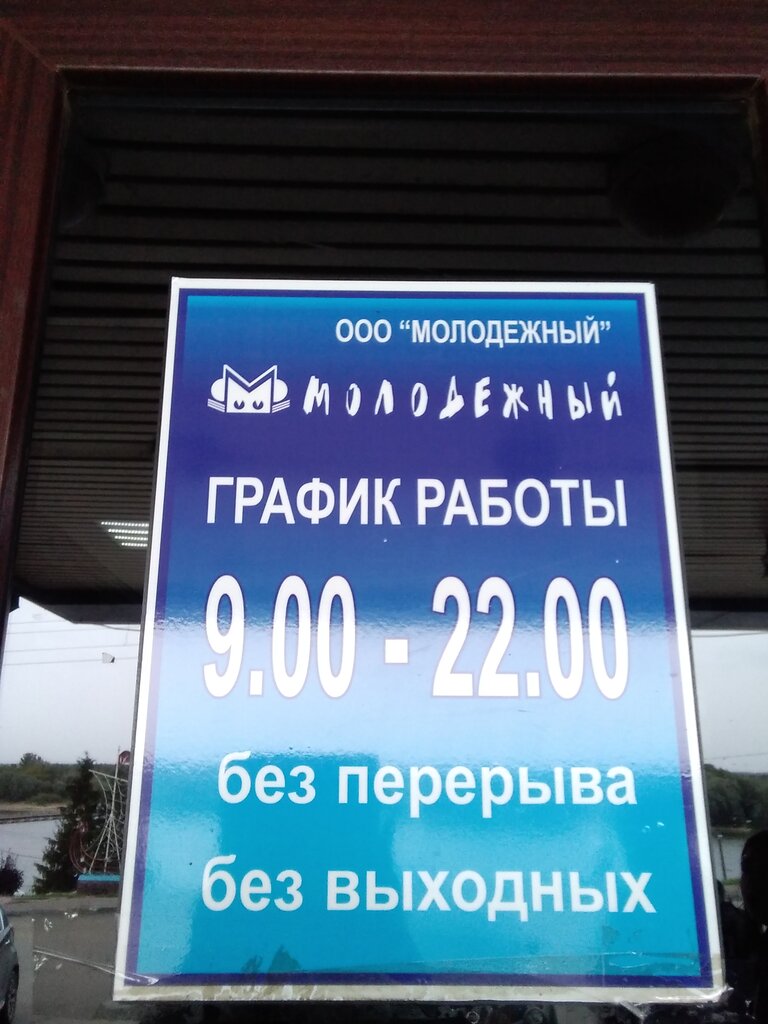 ООО “МОЛОДЕЖНЫЙ”
МОЛОДЕЖНЫЙ
ГРАФИК РАБОТЫ
9.00 - 22.00
без перерыва
без выходных